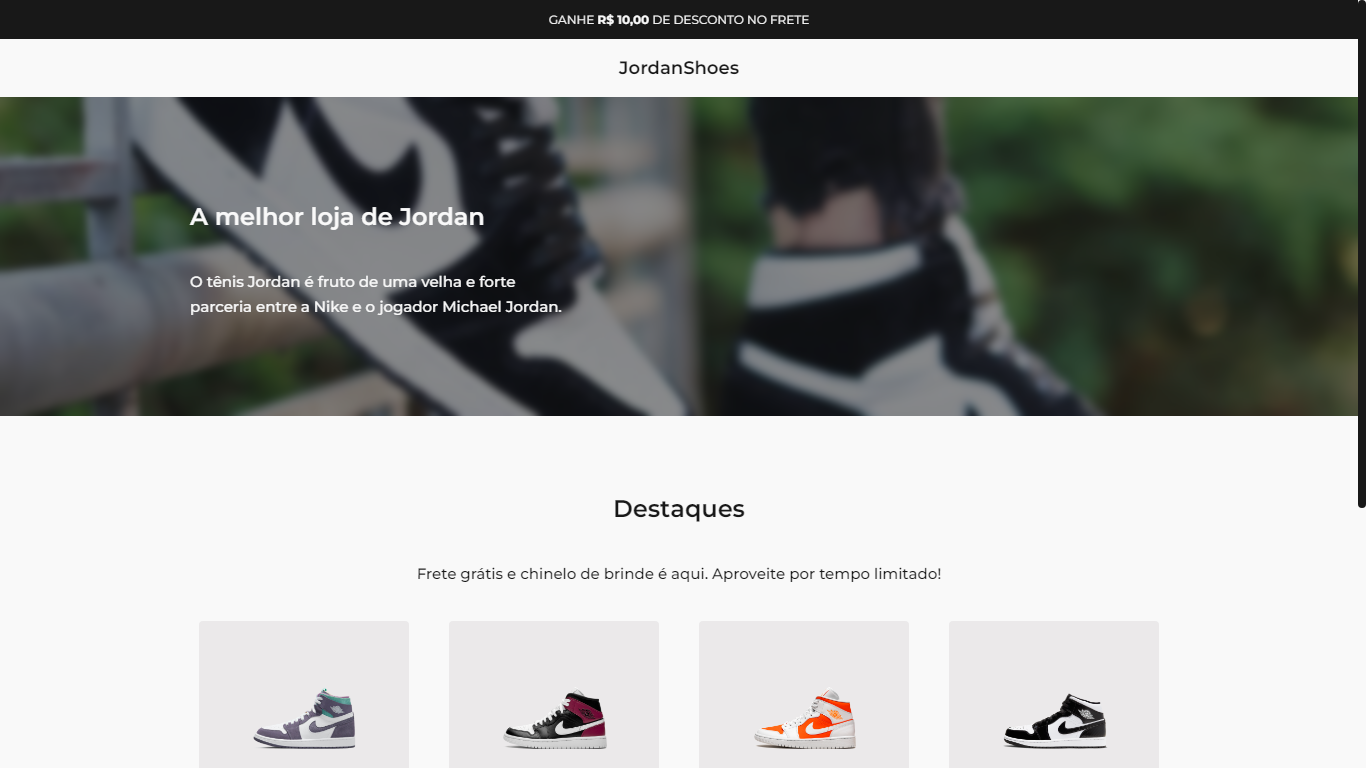 GANHE R$ 10,00 DE DESCONTO NO FRETE
JordanShoes
A melhor loja de Jordan
O tênis Jordan é fruto de uma velha e forte
parceria entre a Nike e o jogador Michael Jordan.
Destaques
Frete grátis e chinelo de brinde é aqui. Aproveite por tempo limitado!